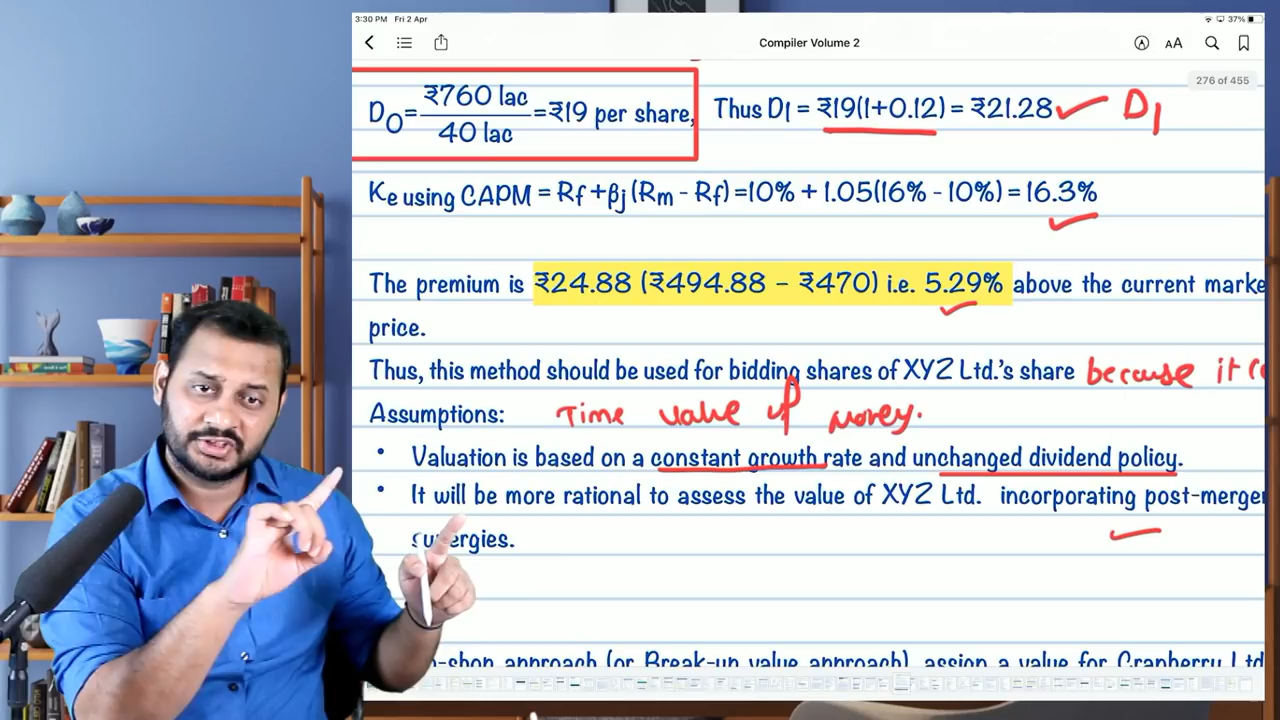 3:30 PM Fri 2 Apr
37%
Compiler Volume 2
AA
276 of 455
D0 = ₹760 lac / 40 lac = ₹19 per share, Thus D1 = ₹19(1+0.12) = ₹21.28 D1
Ke using CAPM = Rf + βj (Rm - Rf) = 10% + 1.05(16% - 10%) = 16.3%
The premium is ₹24.88 (₹494.88 - ₹470) i.e. 5.29% above the current marke
price.
Thus, this method should be used for bidding shares of XYZ Ltd.'s share because it
Assumptions: Time value of money.
• Valuation is based on a constant growth rate and unchanged dividend policy.
• It will be more rational to assess the value of XYZ Ltd. incorporating post-merger
synergies.
-shop approach (or Break-up value approach), assign a value for Cranberry Ltd